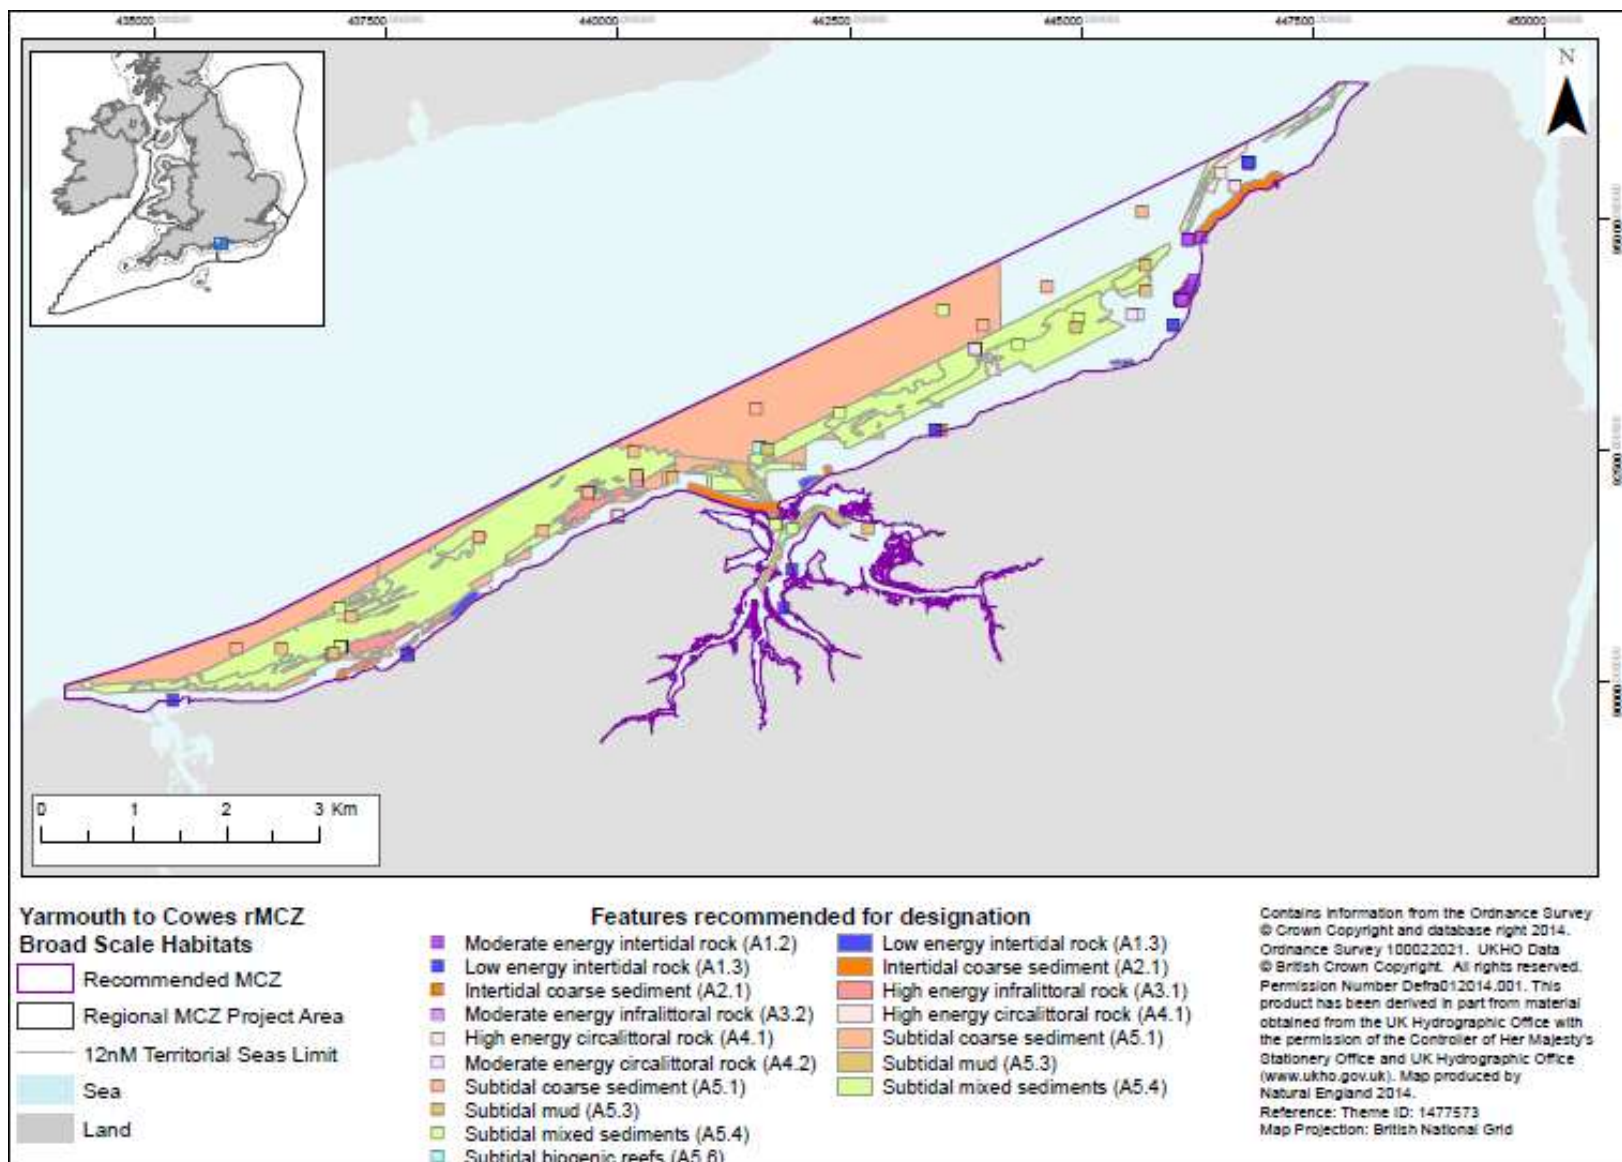 435000
437500
440000
442500
445000
447500
450000
N
95000
92500
90000
0 1 2 3 Km
Yarmouth to Cowes rMCZ
Broad Scale Habitats
Recommended MCZ
Regional MCZ Project Area
12nM Territorial Seas Limit
Sea
Land
Features recommended for designation
Moderate energy intertidal rock (A1.2)
Low energy intertidal rock (A1.3)
Intertidal coarse sediment (A2.1)
Moderate energy infralittoral rock (A3.2)
High energy circalittoral rock (A4.1)
Moderate energy circalittoral rock (A4.2)
Subtidal coarse sediment (A5.1)
Subtidal mud (A5.3)
Subtidal mixed sediments (A5.4)
Subtidal biogenic reefs (A5.6)
Low energy intertidal rock (A1.3)
Intertidal coarse sediment (A2.1)
High energy infralittoral rock (A3.1)
High energy circalittoral rock (A4.1)
Subtidal coarse sediment (A5.1)
Subtidal mud (A5.3)
Subtidal mixed sediments (A5.4)
Contains information from the Ordnance Survey
© Crown Copyright and database right 2014.
Ordnance Survey 100022021. UKHO Data
© British Crown Copyright. All rights reserved.
Permission Number Defra012014.001. This
product has been derived in part from material
obtained from the UK Hydrographic Office with
the permission of the Controller of Her Majesty's
Stationery Office and UK Hydrographic Office
(www.ukho.gov.uk). Map produced by
Natural England 2014.
Reference: Theme ID: 1477573
Map Projection: British National Grid